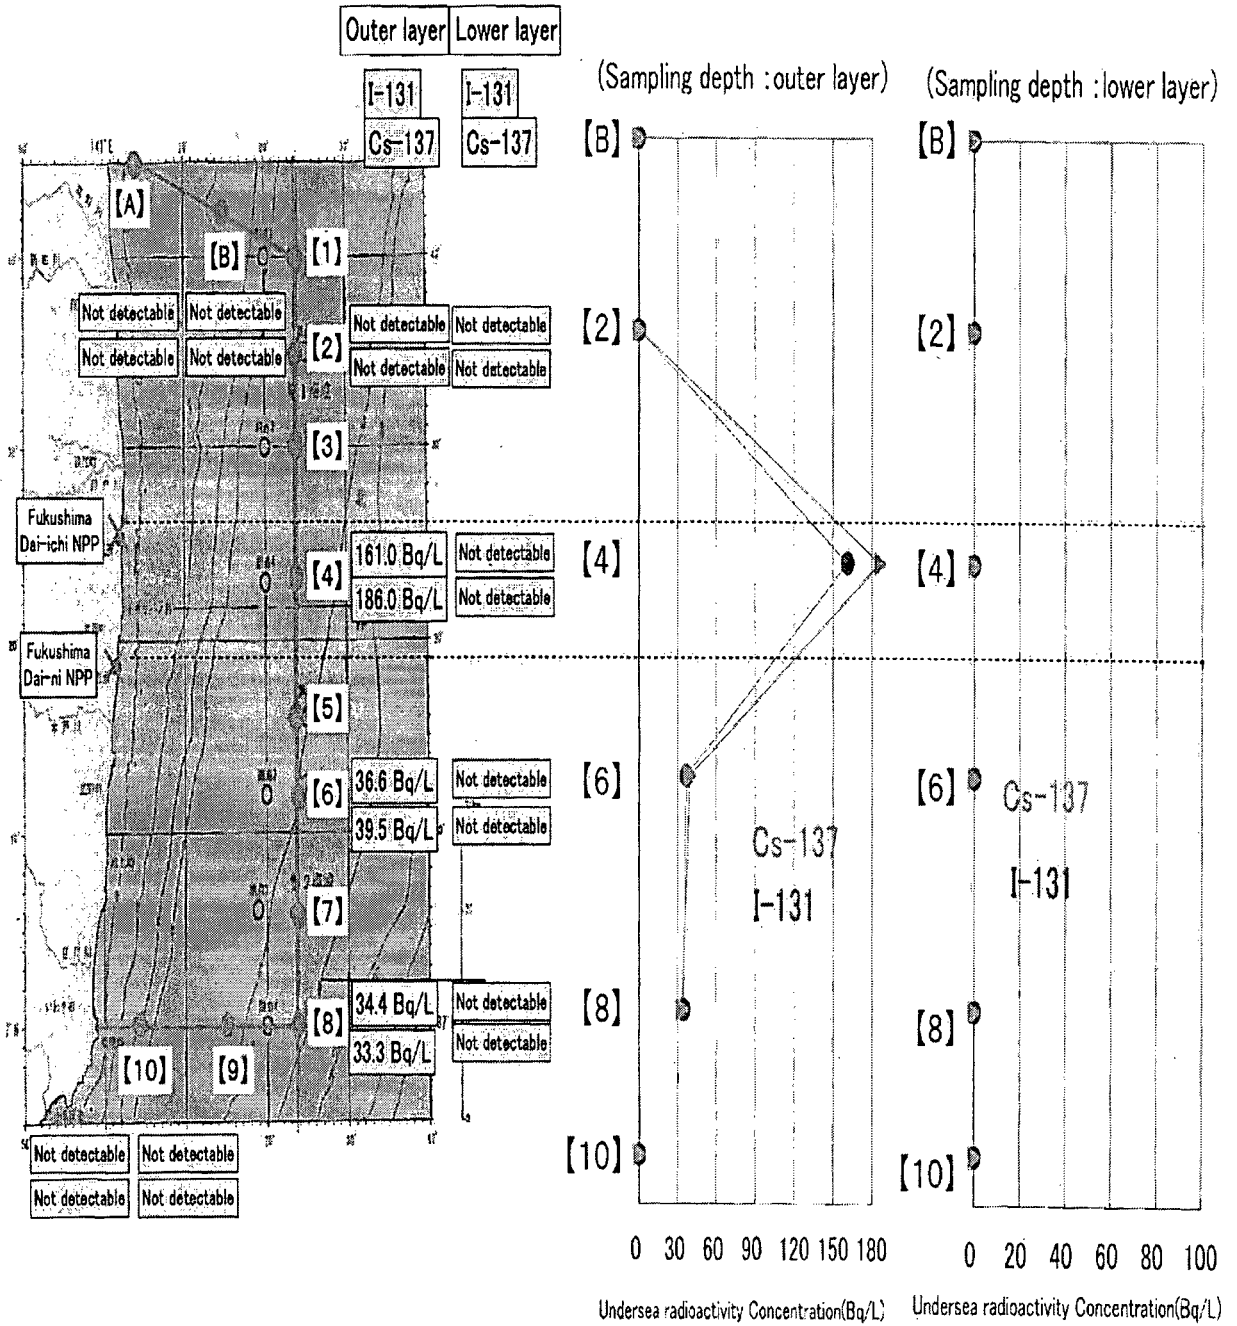 Outer layer Lower layer
I-131 I-131
Cs-137 Cs-137
【A】
【B】
【1】
Not detectable Not detectable Not detectable Not detectable
【2】
Not detectable Not detectable Not detectable Not detectable
【3】
Fukushima
Dai-ichi NPP
【4】
161.0 Bq/L Not detectable
186.0 Bq/L Not detectable
Fukushima
Dai-ni NPP
【5】
【6】
36.6 Bq/L Not detectable
39.5 Bq/L Not detectable
【7】
【8】
34.4 Bq/L Not detectable
33.3 Bq/L Not detectable
【10】 【9】
Not detectable Not detectable
Not detectable Not detectable
(Sampling depth :outer layer)
【B】
【2】
【4】
【6】
Cs-137
I-131
【8】
【10】
0 30 60 90 120 150 180
Undersea radioactivity Concentration(Bq/L)
(Sampling depth :lower layer)
【B】
【2】
【4】
【6】
Cs-137
I-131
【8】
【10】
0 20 40 60 80 100
Undersea radioactivity Concentration(Bq/L)